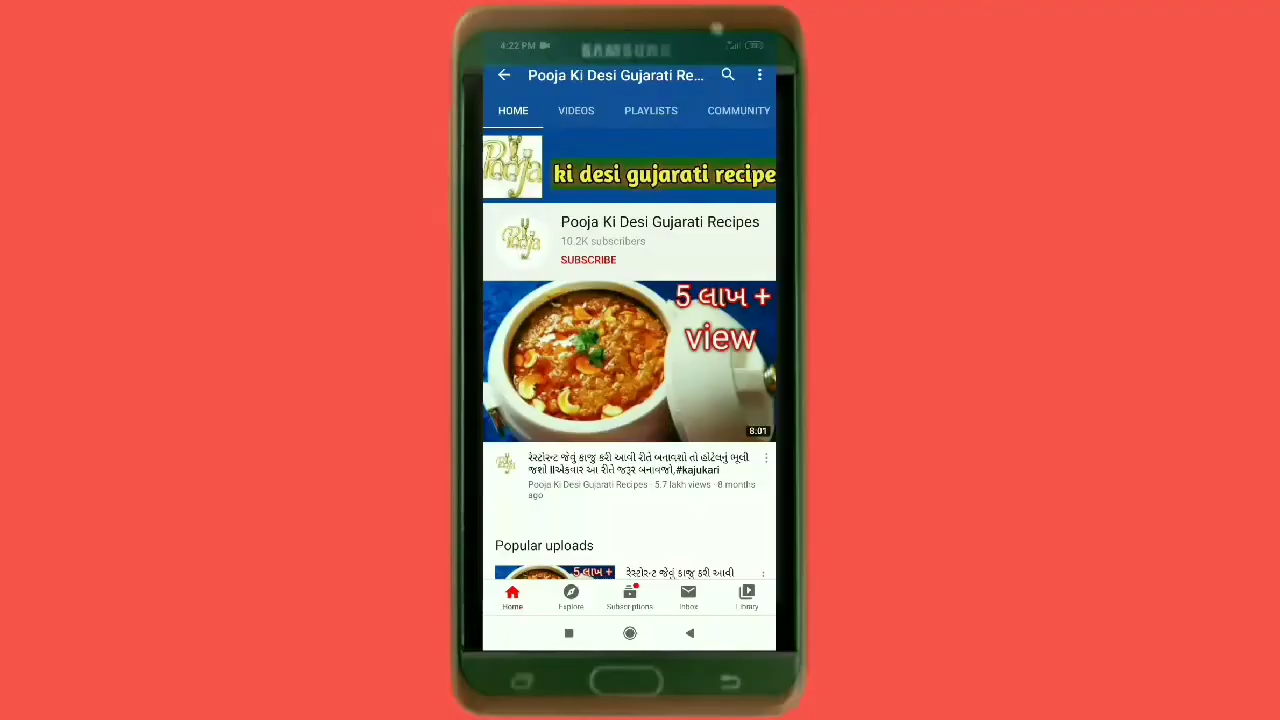 4:22 PM
SAMSUNG
Pooja Ki Desi Gujarati Re...
HOME VIDEOS PLAYLISTS COMMUNITY
Pooja
ki desi gujarati recipe
Pooja
Pooja Ki Desi Gujarati Recipes
10.2K subscribers
SUBSCRIBE
5 લાખ +
view
8:01
રેસ્ટોરન્ટ જેવું કાજુ કરી આવી રીતે બનાવશો તો હોટેલનું ભૂલી
જશો ||એકવાર આ રીતે જરૂર બનાવજો,#kajukari
Pooja Ki Desi Gujarati Recipes · 5.7 lakh views · 8 months
ago
Popular uploads
5 લાખ +
રેસ્ટોરન્ટ જેવું કાજુ કરી આવી
Home Explore Subscriptions Inbox Library